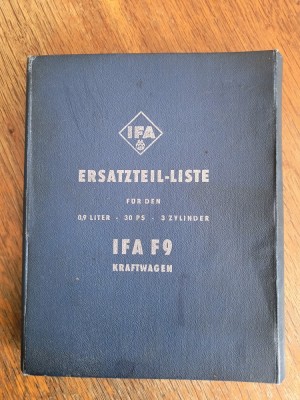 IFA
ERSATZTEIL-LISTE
FÜR DEN
0,9 LITER · 30 PS · 3 ZYLINDER
IFA F9
KRAFTWAGEN